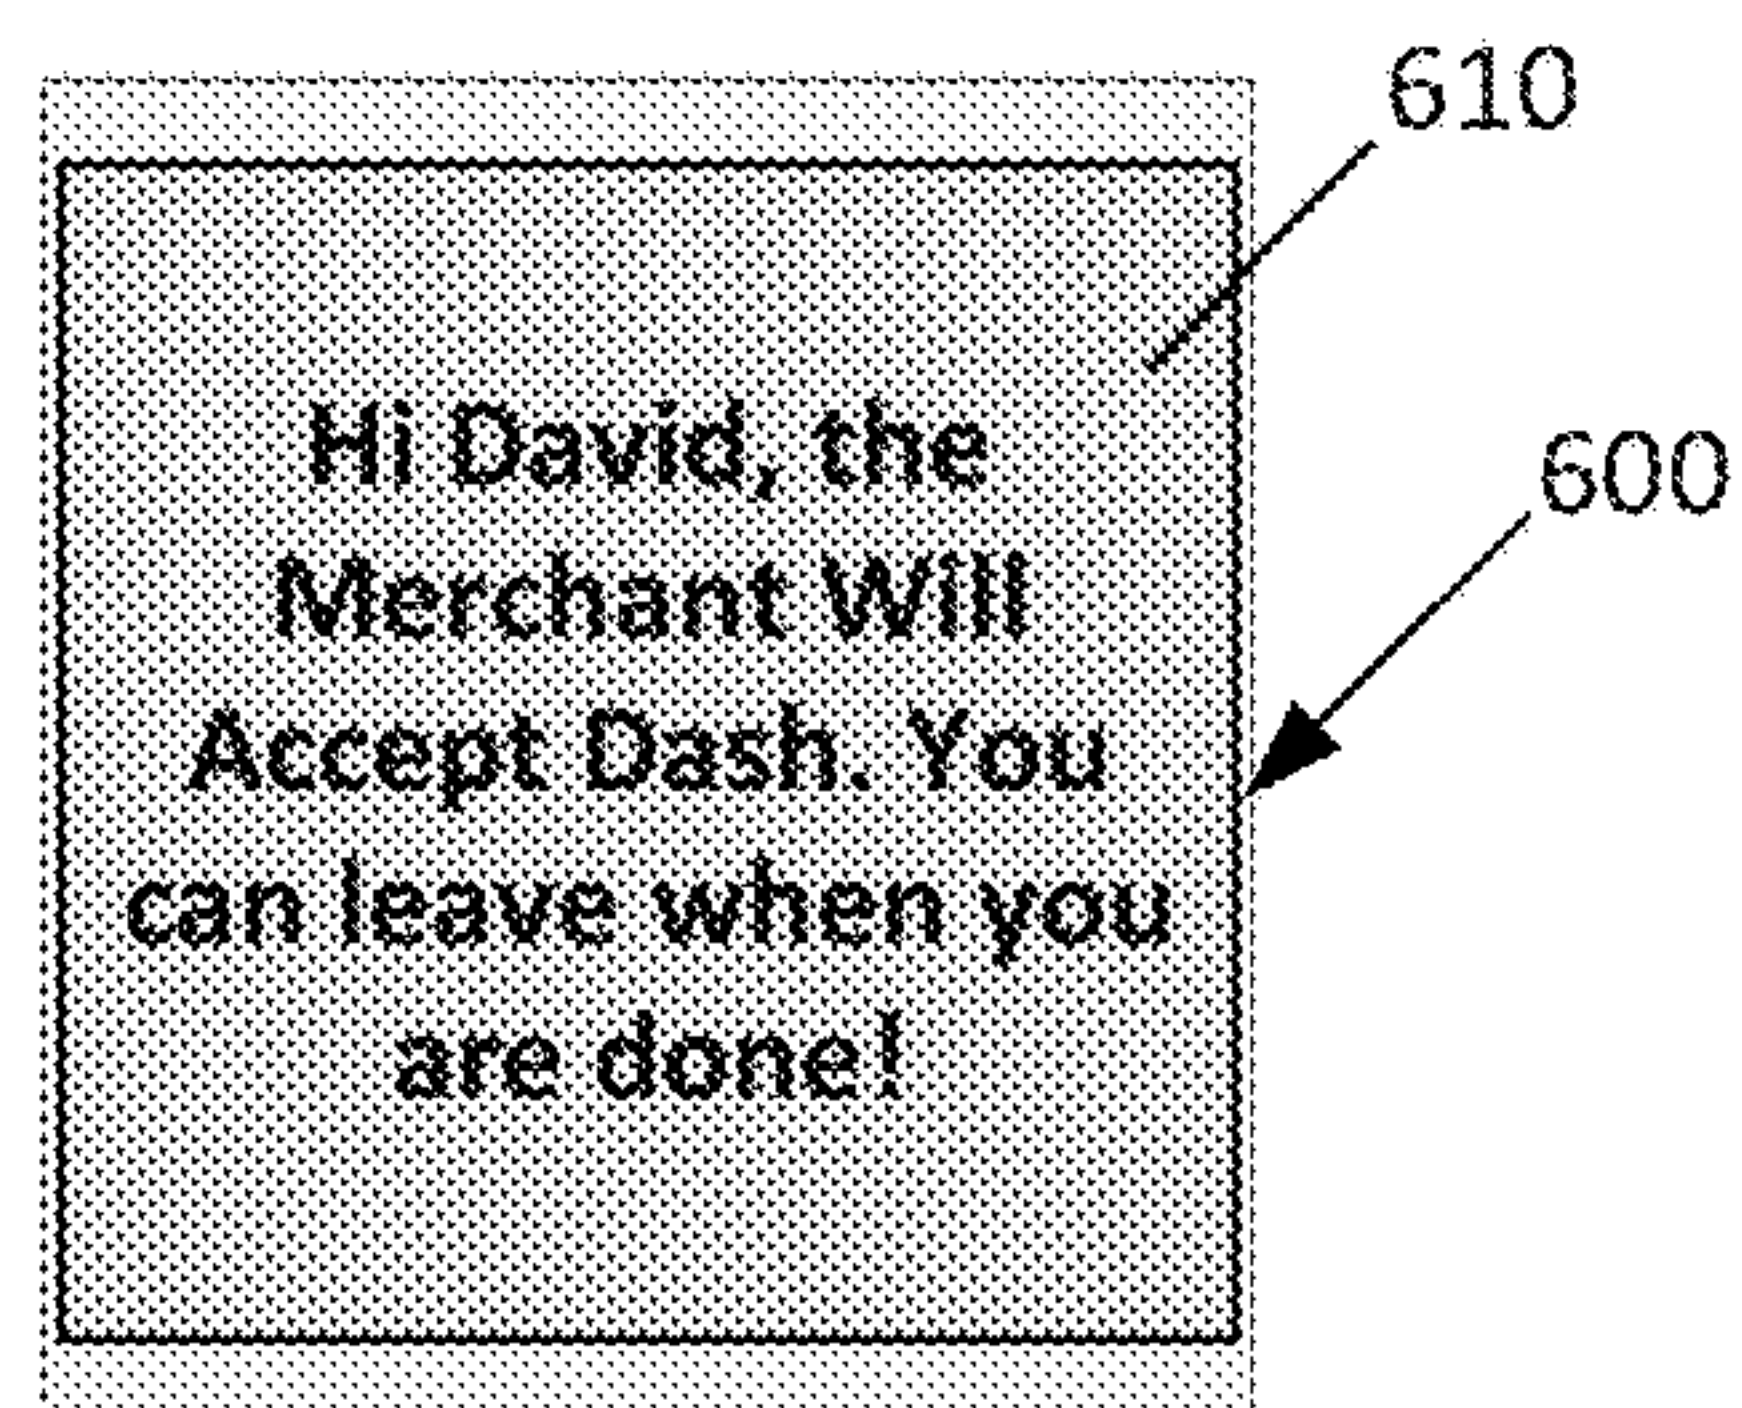 610
600
Hi David, the
Merchant Will
Accept Dash. You
can leave when you
are done!